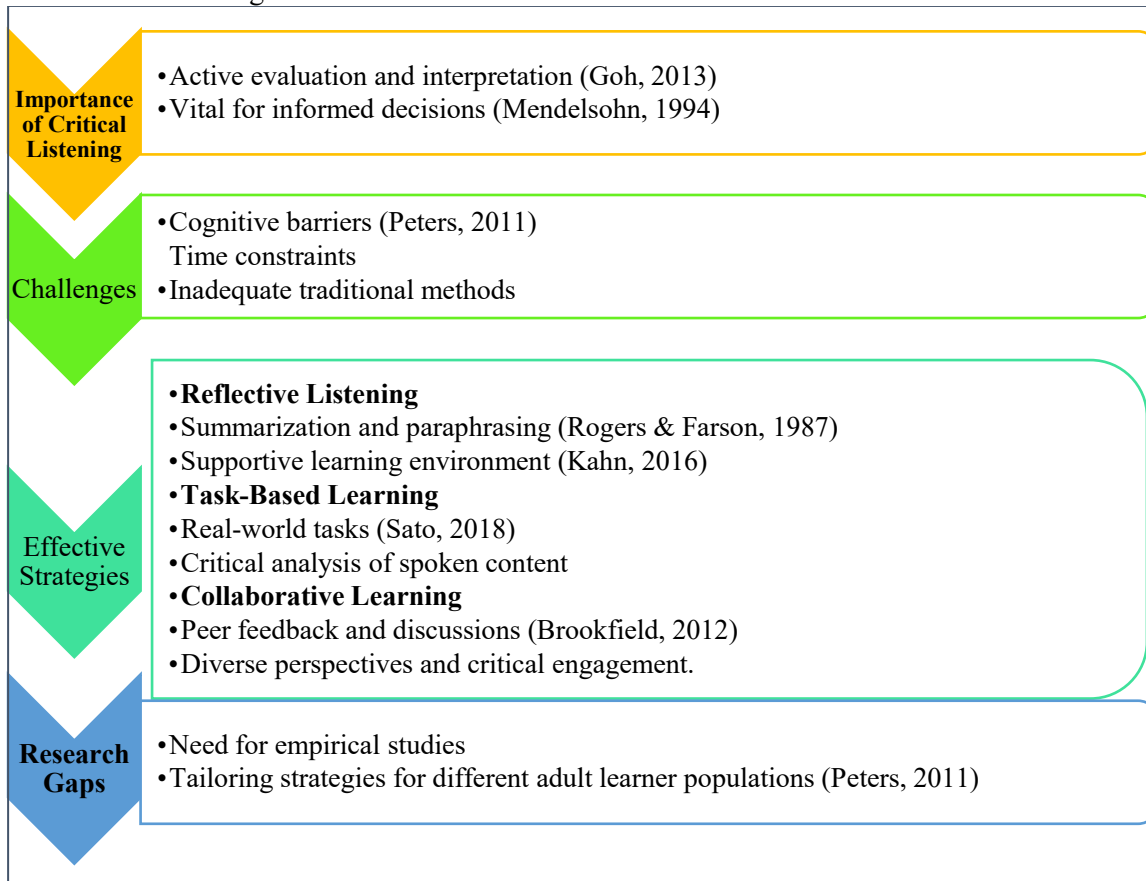 Importance
of Critical
Listening
•Active evaluation and interpretation (Goh, 2013)
•Vital for informed decisions (Mendelsohn, 1994)
Challenges
•Cognitive barriers (Peters, 2011)
Time constraints
•Inadequate traditional methods
Effective
Strategies
•Reflective Listening
•Summarization and paraphrasing (Rogers & Farson, 1987)
•Supportive learning environment (Kahn, 2016)
•Task-Based Learning
•Real-world tasks (Sato, 2018)
•Critical analysis of spoken content
•Collaborative Learning
•Peer feedback and discussions (Brookfield, 2012)
•Diverse perspectives and critical engagement.
Research
Gaps
•Need for empirical studies
•Tailoring strategies for different adult learner populations (Peters, 2011)